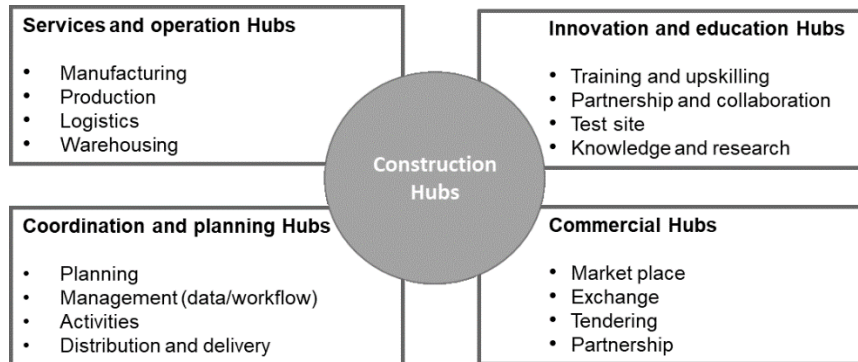 Services and operation Hubs
• Manufacturing
• Production
• Logistics
• Warehousing
Innovation and education Hubs
• Training and upskilling
• Partnership and collaboration
• Test site
• Knowledge and research
Construction
Hubs
Coordination and planning Hubs
• Planning
• Management (data/workflow)
• Activities
• Distribution and delivery
Commercial Hubs
• Market place
• Exchange
• Tendering
• Partnership